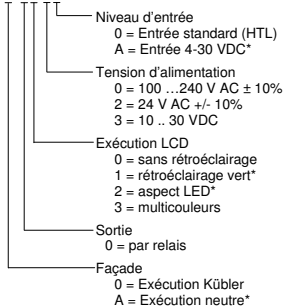 Niveau d'entrée
0 = Entrée standard (HTL)
A = Entrée 4-30 VDC*
Tension d'alimentation
0 = 100 ...240 V AC ± 10%
2 = 24 V AC +/- 10%
3 = 10 .. 30 VDC
Exécution LCD
0 = sans rétroéclairage
1 = rétroéclairage vert*
2 = aspect LED*
3 = multicouleurs
Sortie
0 = par relais
Façade
0 = Exécution Kübler
A = Exécution neutre*